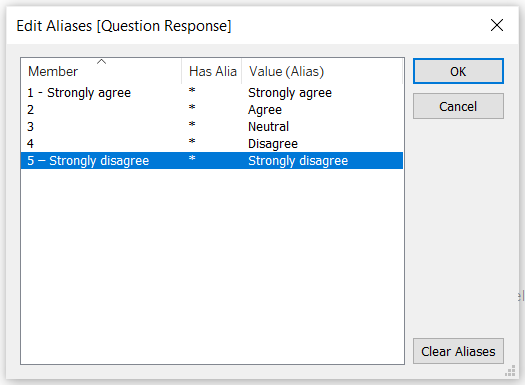 Edit Aliases [Question Response]
Member Has Alia Value (Alias)
1 - Strongly agree * Strongly agree
2 * Agree
3 * Neutral
4 * Disagree
5 – Strongly disagree * Strongly disagree
OK
Cancel
Clear Aliases